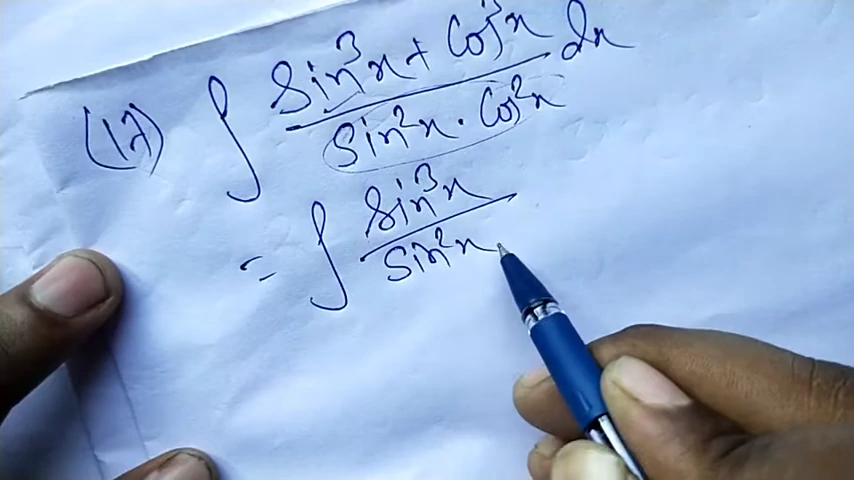 (17) ∫ Sin³x + Cos³x / Sin²x · Cos²x dx
= ∫ Sin³x / Sin²x